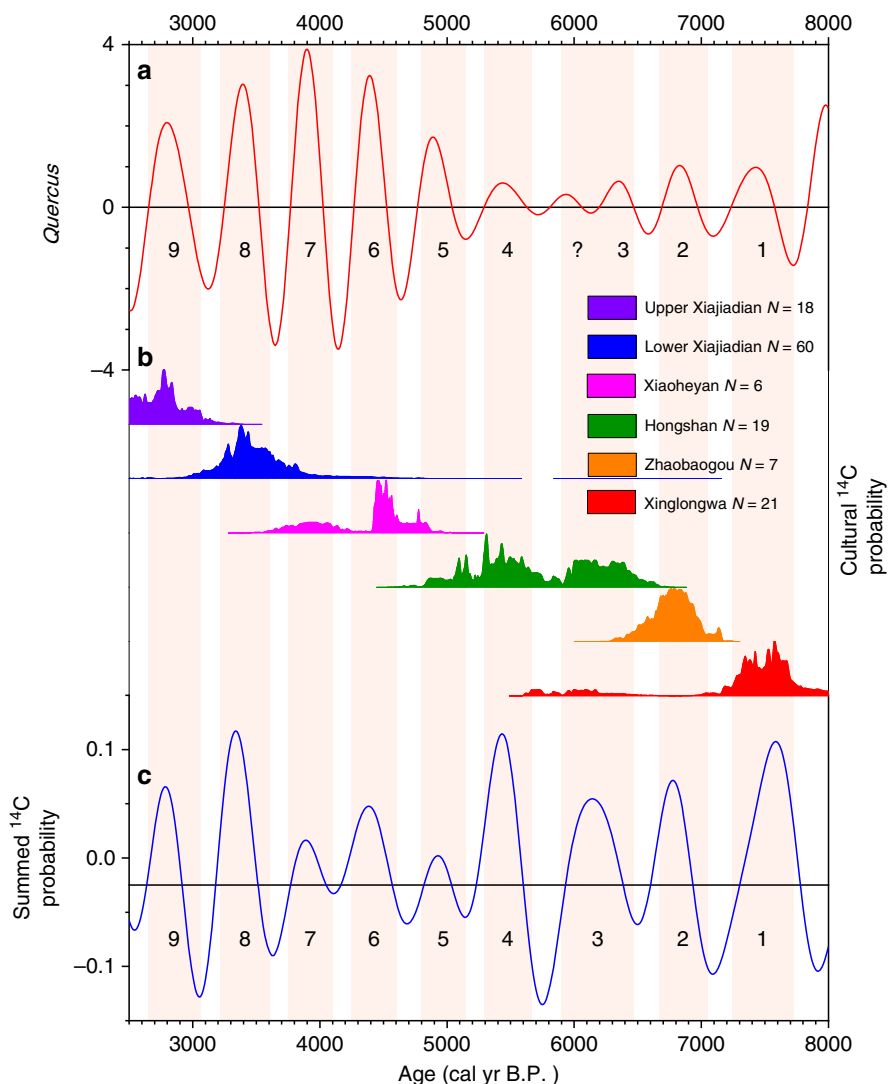 3000 4000 5000 6000 7000 8000
4
a
Quercus
0
9 8 7 6 5 4 ? 3 2 1
−4
b
Upper Xiajiadian N = 18
Lower Xiajiadian N = 60
Xiaoheyan N = 6
Hongshan N = 19
Zhaobaogou N = 7
Xinglongwa N = 21
Cultural ¹⁴C
probability
c
0.1
0.0
−0.1
Summed ¹⁴C
probability
9 8 7 6 5 4 3 2 1
3000 4000 5000 6000 7000 8000
Age (cal yr B.P. )